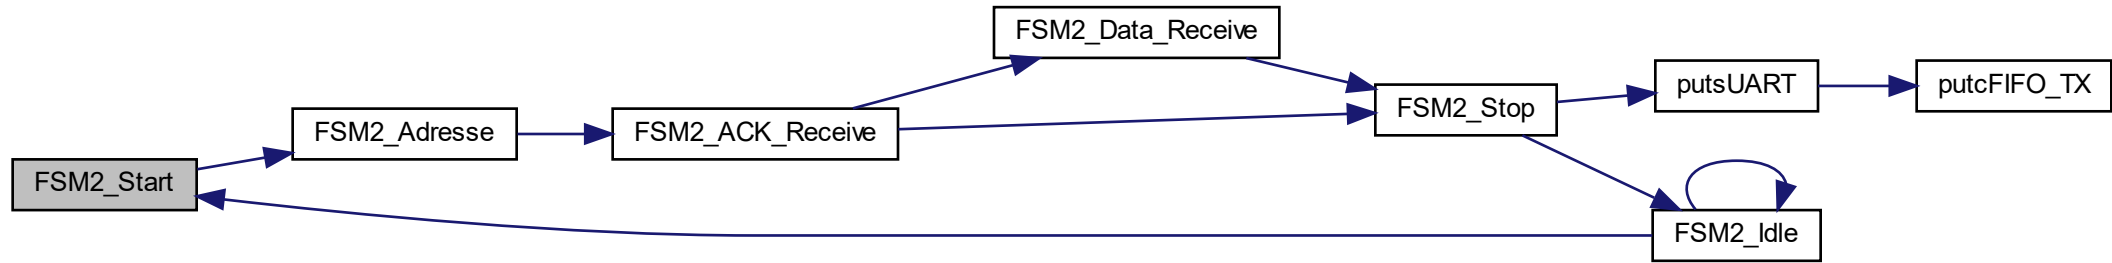 FSM2_Start
FSM2_Adresse
FSM2_ACK_Receive
FSM2_Data_Receive
FSM2_Stop
putsUART
putcFIFO_TX
FSM2_Idle